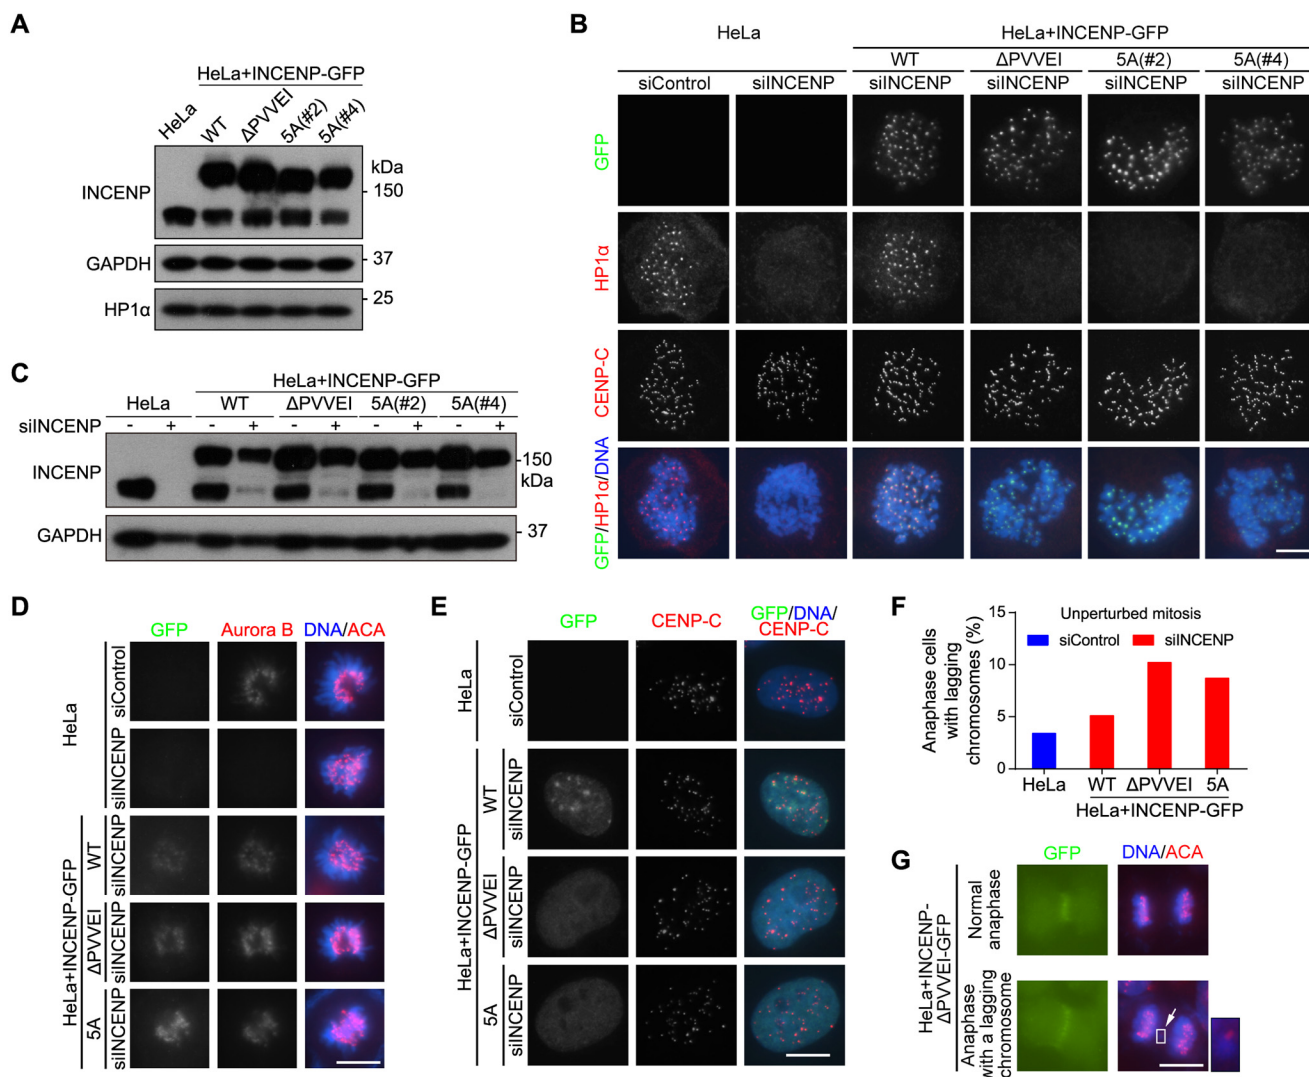 A
HeLa+INCENP-GFP
HeLa
WT
ΔPVVEI
5A(#2)
5A(#4)
kDa
INCENP
150
GAPDH
37
HP1α
25
B
HeLa
HeLa+INCENP-GFP
WT
ΔPVVEI
5A(#2)
5A(#4)
siControl
siINCENP
siINCENP
siINCENP
siINCENP
siINCENP
GFP
HP1α
CENP-C
GFP/HP1α/DNA
C
HeLa+INCENP-GFP
HeLa
WT
ΔPVVEI
5A(#2)
5A(#4)
siINCENP
- + - + - + - + - +
INCENP
150
kDa
GAPDH
37
D
GFP
Aurora B
DNA/ACA
HeLa
siControl
siINCENP
HeLa+INCENP-GFP
WT
siINCENP
ΔPVVEI
siINCENP
5A
siINCENP
E
GFP
CENP-C
GFP/DNA/
CENP-C
HeLa
siControl
HeLa+INCENP-GFP
WT
siINCENP
ΔPVVEI
siINCENP
5A
siINCENP
F
Unperturbed mitosis
siControl
siINCENP
Anaphase cells
with lagging
chromosomes (%)
15
10
5
0
HeLa
WT
ΔPVVEI
5A
HeLa+INCENP-GFP
G
GFP
DNA/ACA
HeLa+INCENP-
ΔPVVEI-GFP
Normal
anaphase
Anaphase
with a lagging
chromosome